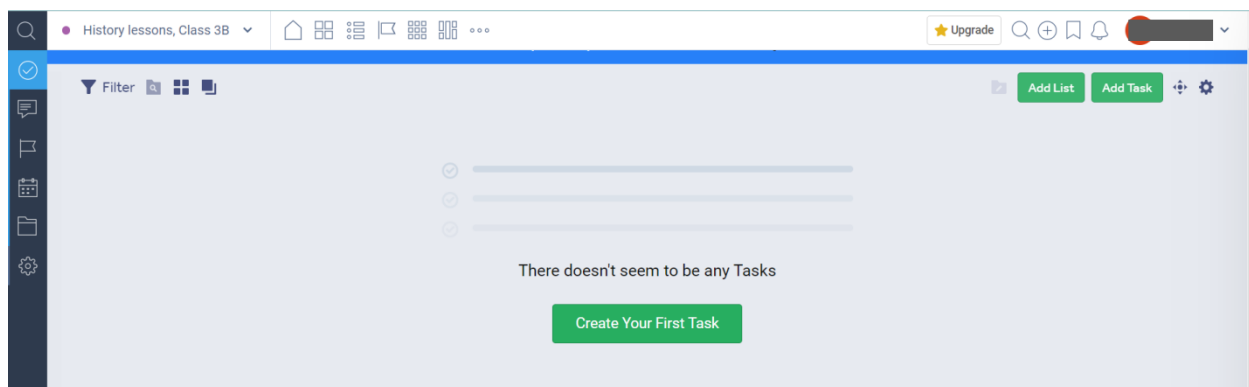 History lessons, Class 3B
Upgrade
Filter
Add List
Add Task
There doesn't seem to be any Tasks
Create Your First Task